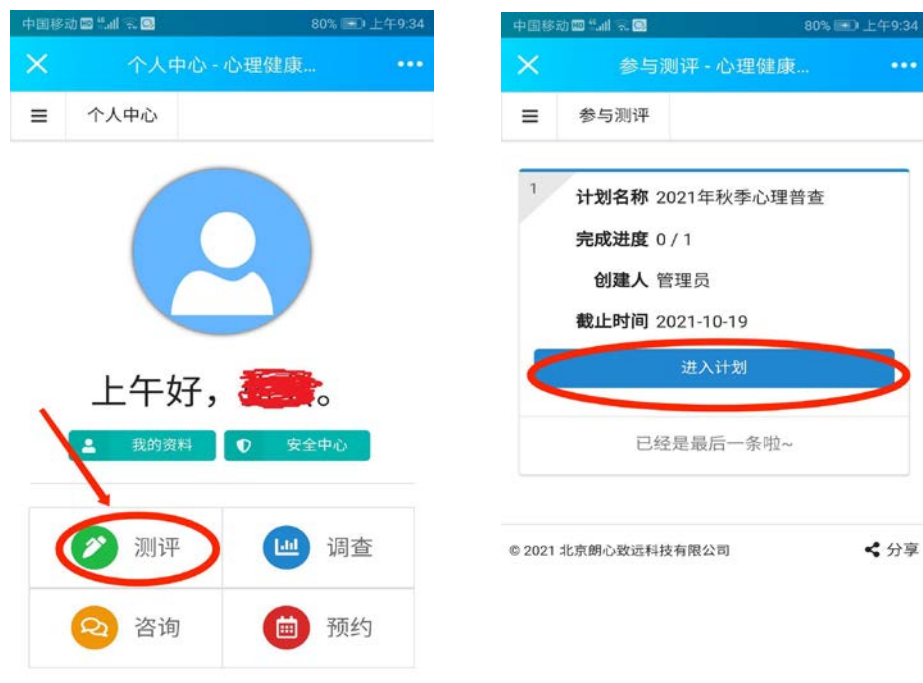 中国移动 HD 46 80% 上午9:34
个人中心 - 心理健康...
个人中心
上午好， 。
我的资料 安全中心
测评 调查
咨询 预约
中国移动 HD 46 80% 上午9:34
参与测评 - 心理健康...
参与测评
1
计划名称 2021年秋季心理普查
完成进度 0 / 1
创建人 管理员
截止时间 2021-10-19
进入计划
已经是最后一条啦~
© 2021 北京朗心致远科技有限公司 分享